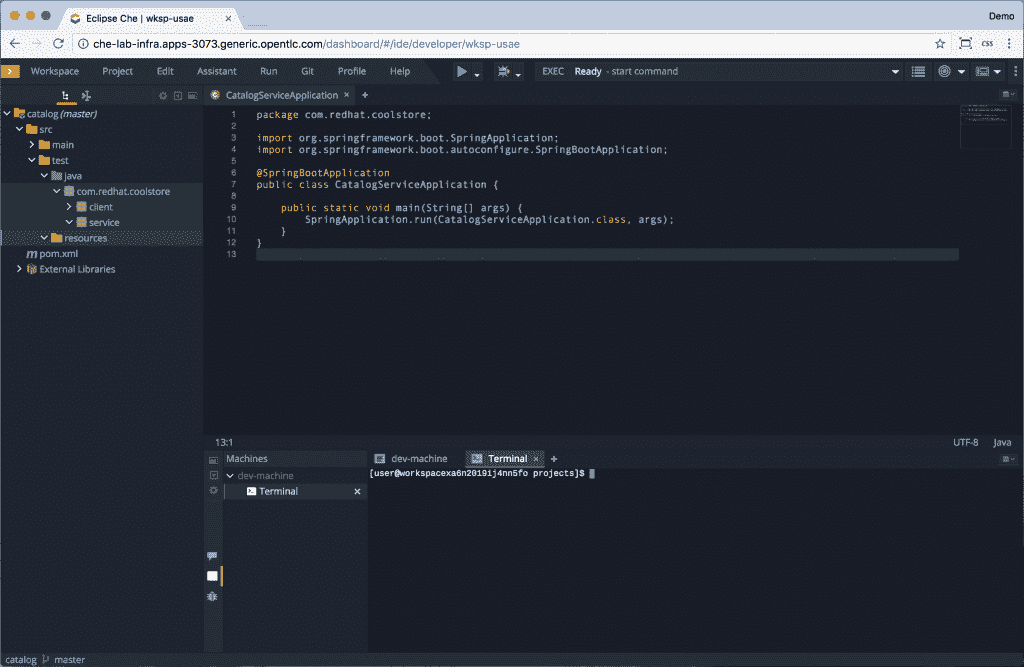 Eclipse Che | wksp-usae ×
Demo
che-lab-infra.apps-3073.generic.opentlc.com/dashboard/#/ide/developer/wksp-usae
css
Workspace Project Edit Assistant Run Git Profile Help EXEC Ready - start command
CatalogServiceApplication × +
catalog (master)
src
main
test
java
com.redhat.coolstore
client
service
resources
pom.xml
External Libraries
1 package com.redhat.coolstore;
2
3 import org.springframework.boot.SpringApplication;
4 import org.springframework.boot.autoconfigure.SpringBootApplication;
5
6 @SpringBootApplication
7 public class CatalogServiceApplication {
8
9 public static void main(String[] args) {
10 SpringApplication.run(CatalogServiceApplication.class, args);
11 }
12 }
13
13:1 UTF-8 Java
Machines
dev-machine
Terminal ×
dev-machine Terminal × +
[user@workspacexa6n20191j4nn5fo projects]$
catalog master